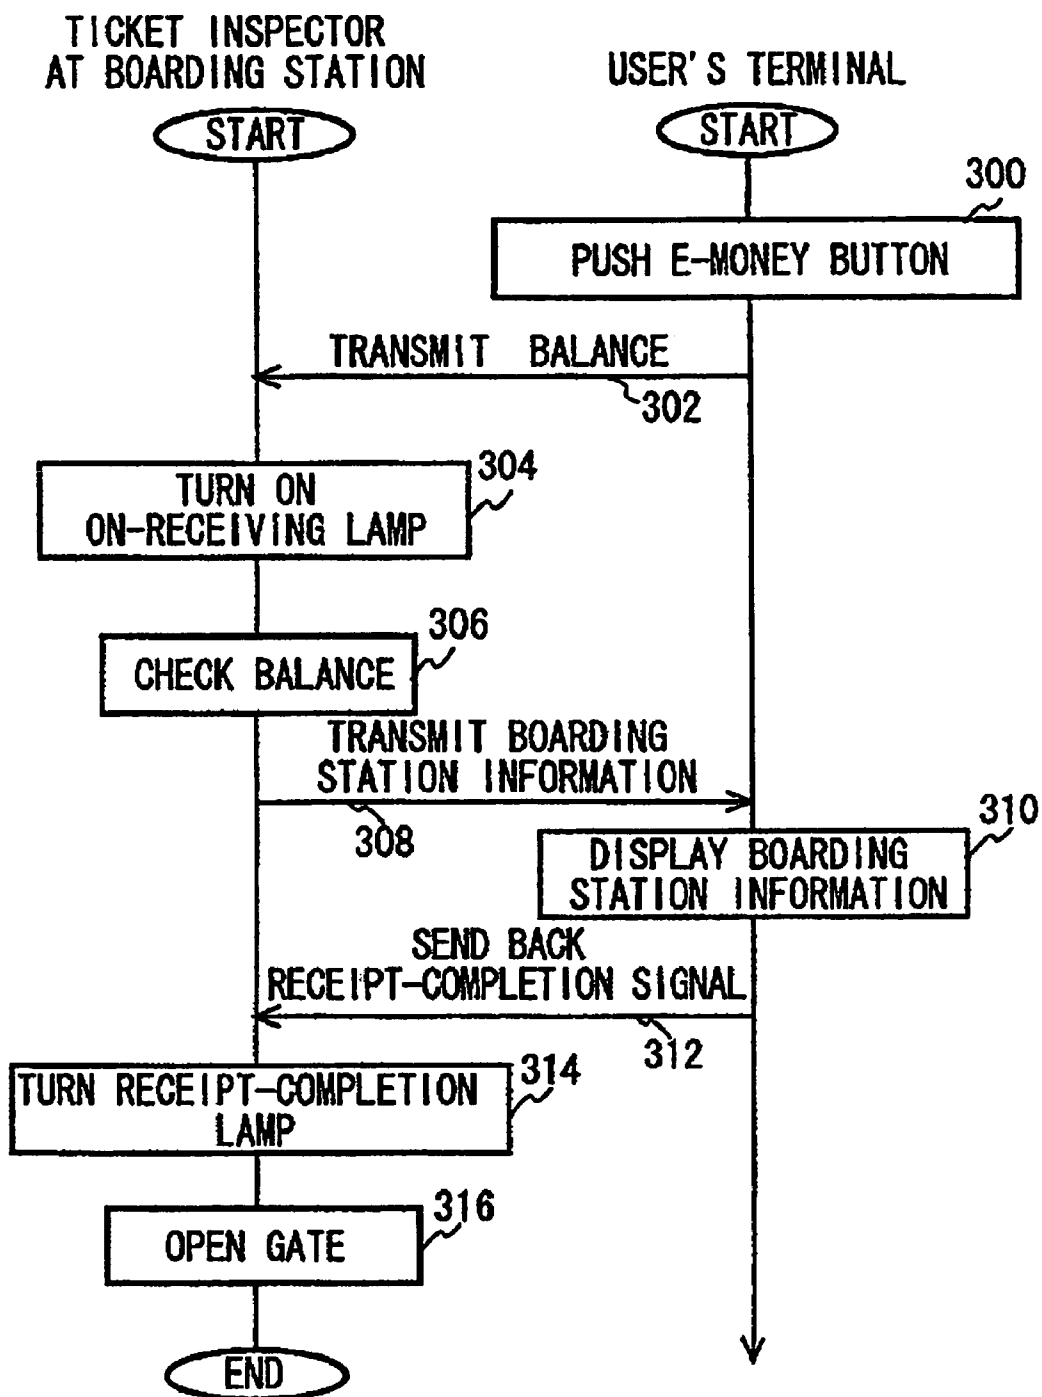 TICKET INSPECTOR
AT BOARDING STATION
USER'S TERMINAL
START
START
300
PUSH E-MONEY BUTTON
TRANSMIT BALANCE
302
304
TURN ON
ON-RECEIVING LAMP
306
CHECK BALANCE
TRANSMIT BOARDING
STATION INFORMATION
308
310
DISPLAY BOARDING
STATION INFORMATION
SEND BACK
RECEIPT-COMPLETION SIGNAL
312
314
TURN RECEIPT-COMPLETION
LAMP
316
OPEN GATE
END